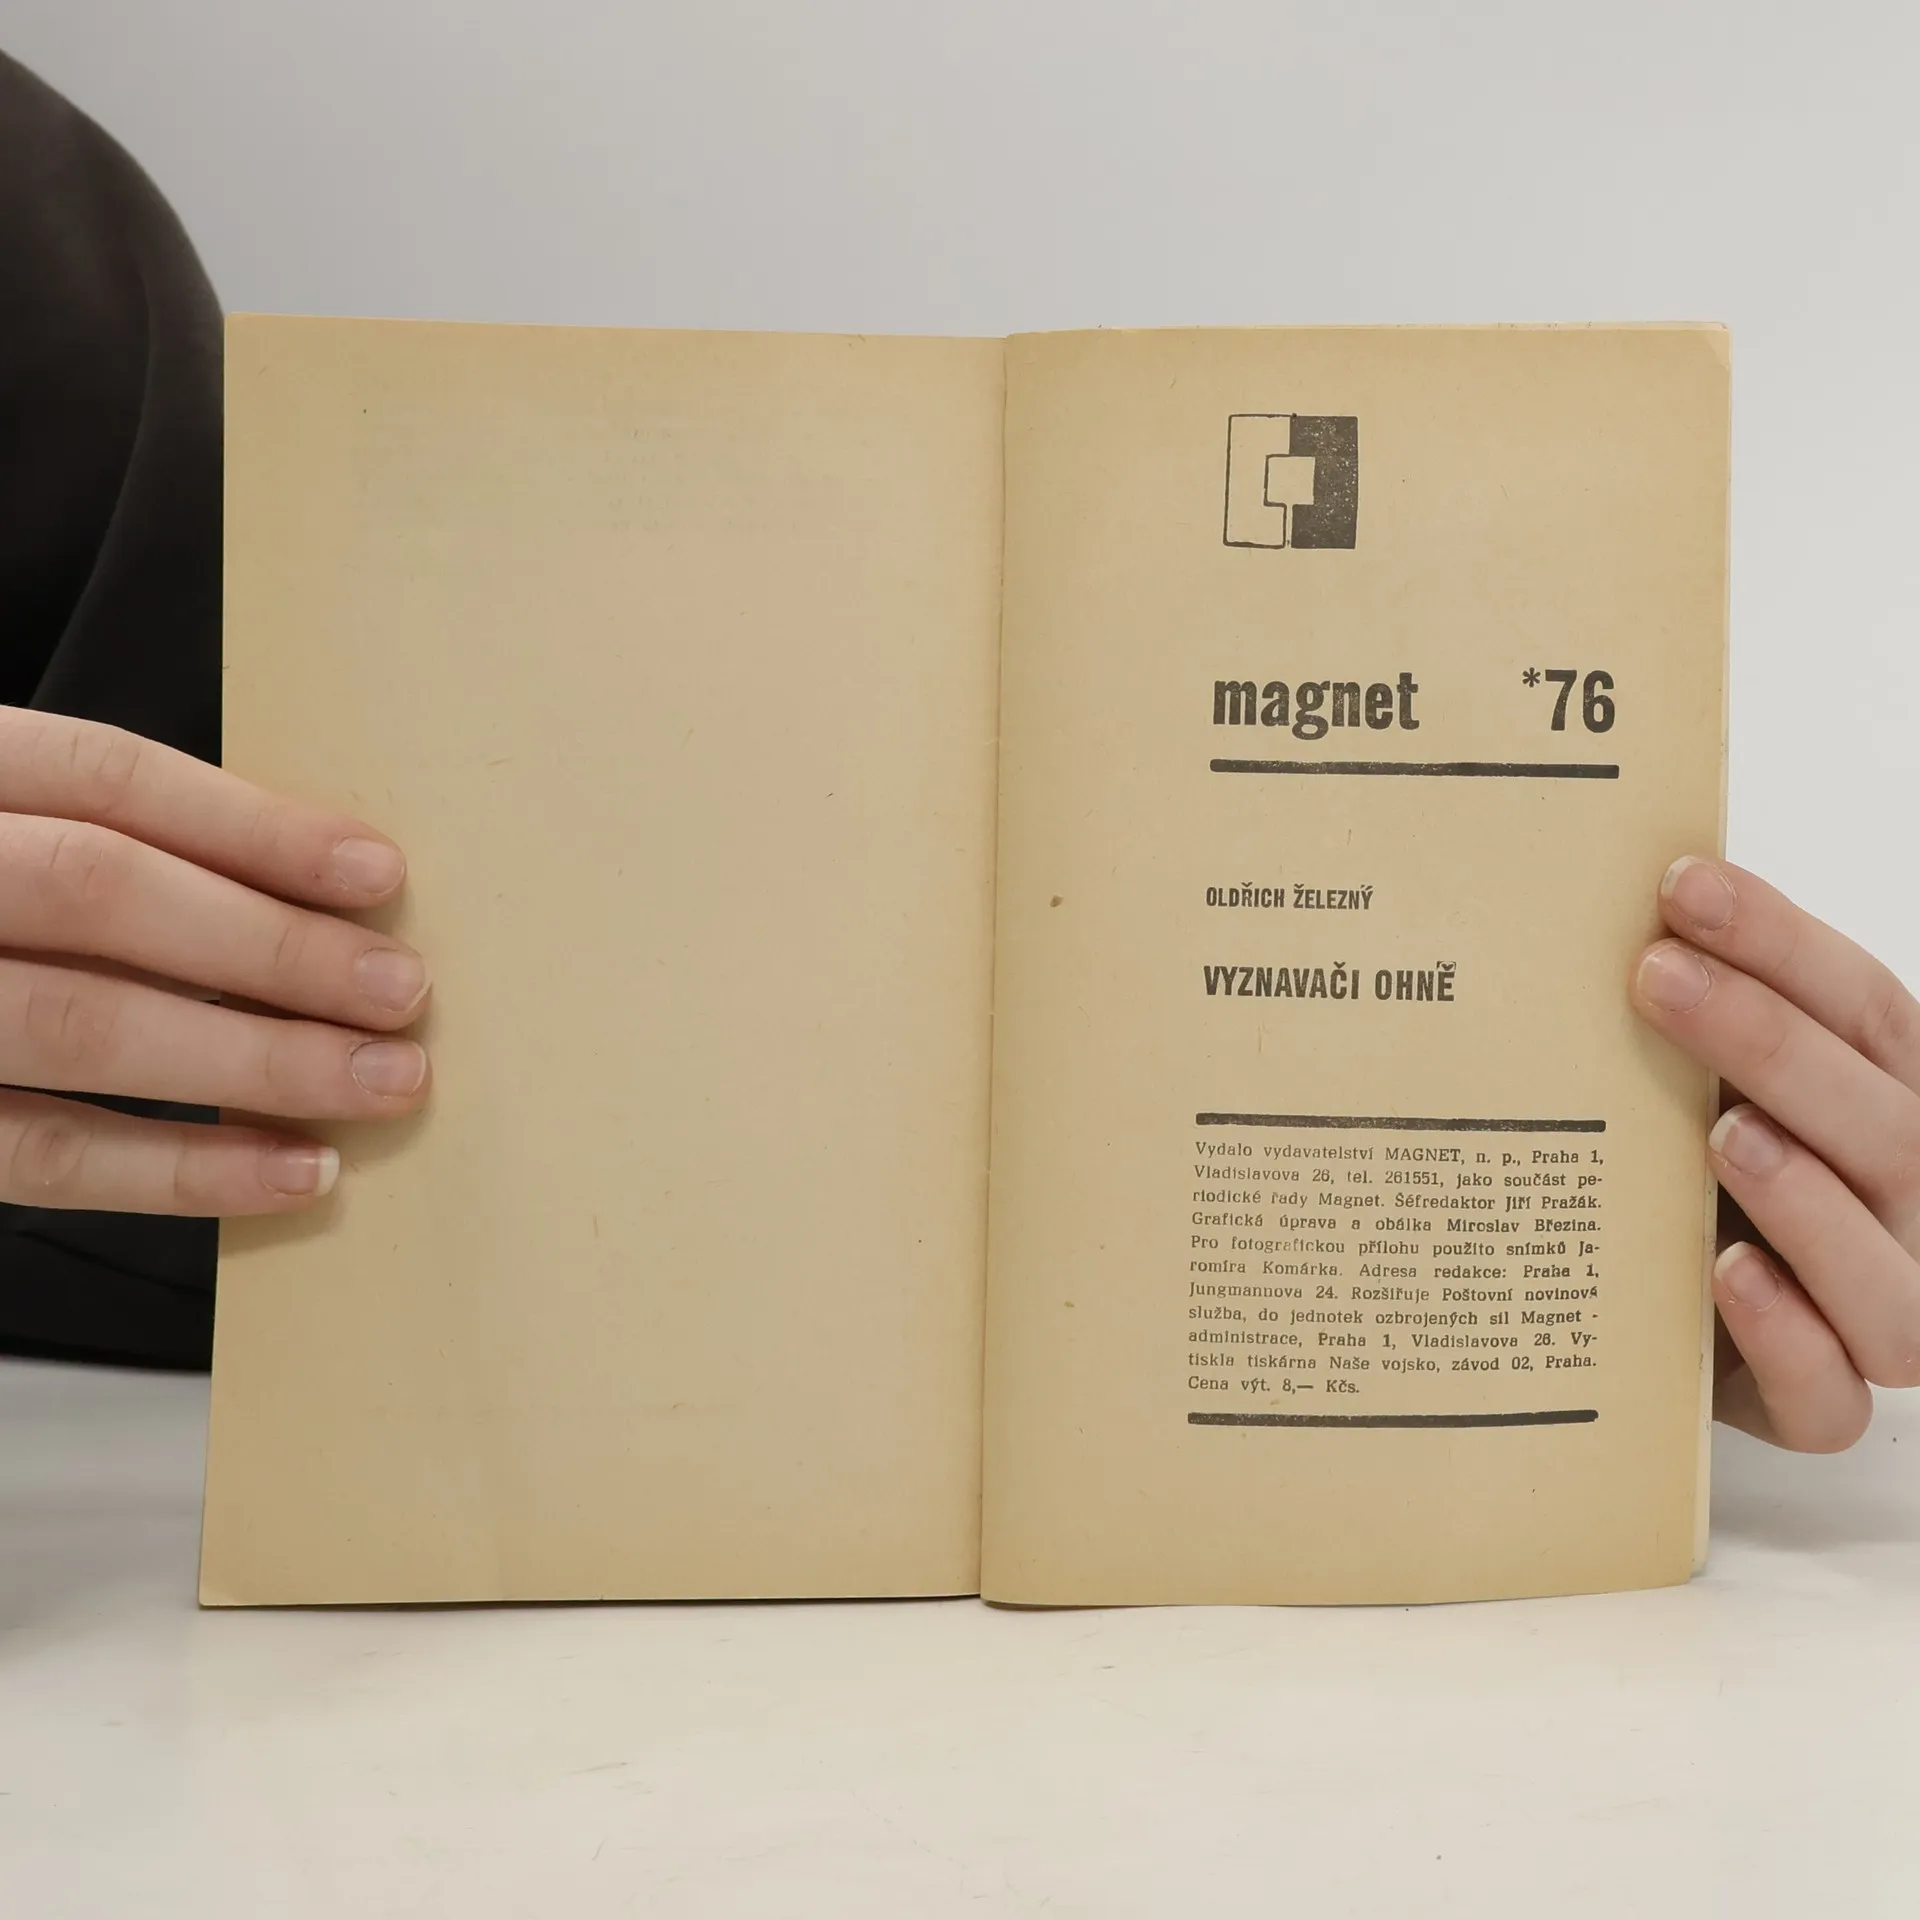 magnet *76
OLDŘICH ŽELEZNÝ
VYZNAVAČI OHNĚ
Vydalo vydavatelství MAGNET, n. p., Praha 1,
Vladislavova 26, tel. 261551, jako součást pe-
riodické řady Magnet. Šéfredaktor Jiří Pražák.
Grafická úprava a obálka Miroslav Březina.
Pro fotografickou přílohu použito snímků Ja-
romíra Komárka. Adresa redakce: Praha 1,
Jungmannova 24. Rozšiřuje Poštovní novinová
služba, do jednotek ozbrojených sil Magnet -
administrace, Praha 1, Vladislavova 26. Vy-
tiskla tiskárna Naše vojsko, závod 02, Praha.
Cena výt. 8,— Kčs.